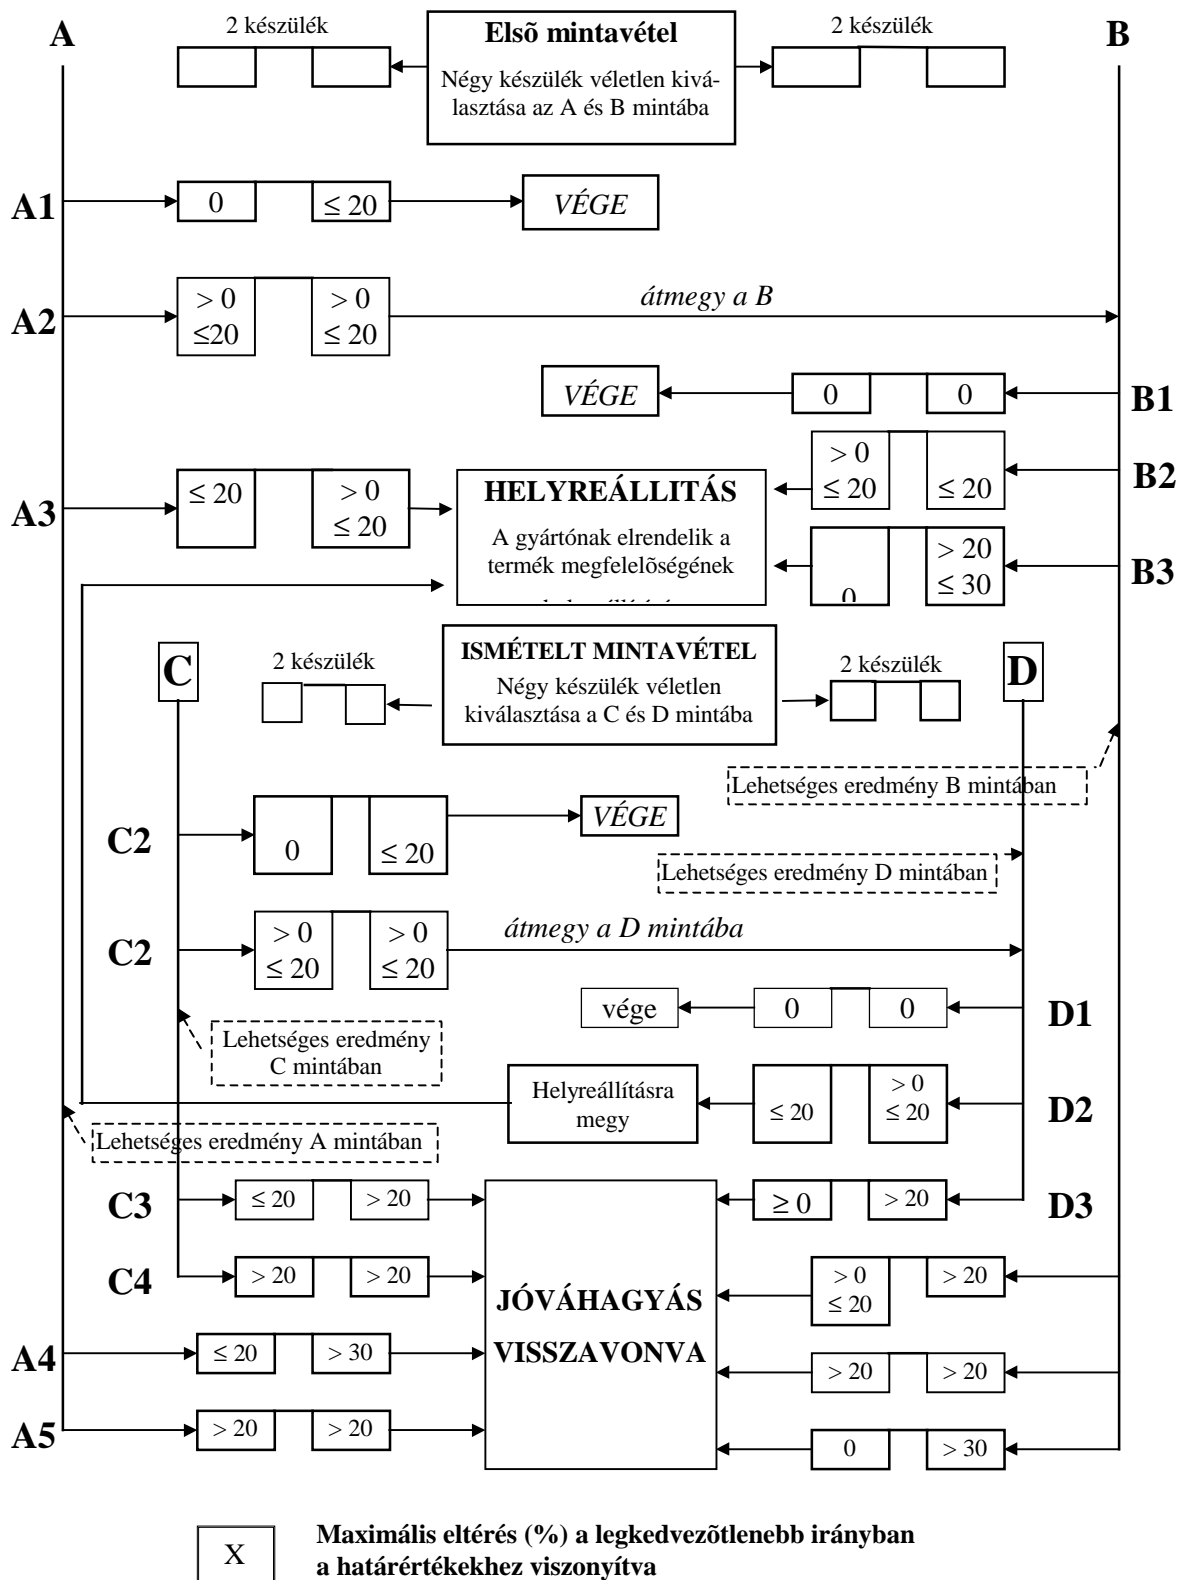 A
2 készülék
Elsõ mintavétel
Négy készülék véletlen kivá-
lasztása az A és B mintába
2 készülék
B
A1
0
≤ 20
VÉGE
A2
> 0
≤20
> 0
≤ 20
átmegy a B
VÉGE
0
0
B1
A3
≤ 20
> 0
≤ 20
HELYREÁLLITÁS
A gyártónak elrendelik a
termék megfelelõségének
> 0
≤ 20
≤ 20
B2
0
> 20
≤ 30
B3
C
2 készülék
ISMÉTELT MINTAVÉTEL
Négy készülék véletlen
kiválasztása a C és D mintába
2 készülék
D
Lehetséges eredmény B mintában
C2
0
≤ 20
VÉGE
Lehetséges eredmény D mintában
C2
> 0
≤ 20
> 0
≤ 20
átmegy a D mintába
vége
0
0
D1
Lehetséges eredmény
C mintában
Helyreállításra
megy
≤ 20
> 0
≤ 20
D2
Lehetséges eredmény A mintában
C3
≤ 20
> 20
≥ 0
> 20
D3
C4
> 20
> 20
JÓVÁHAGYÁS
VISSZAVONVA
> 0
≤ 20
> 20
A4
≤ 20
> 30
> 20
> 20
A5
> 20
> 20
0
> 30
X
Maximális eltérés (%) a legkedvezõtlenebb irányban
a határértékekhez viszonyítva